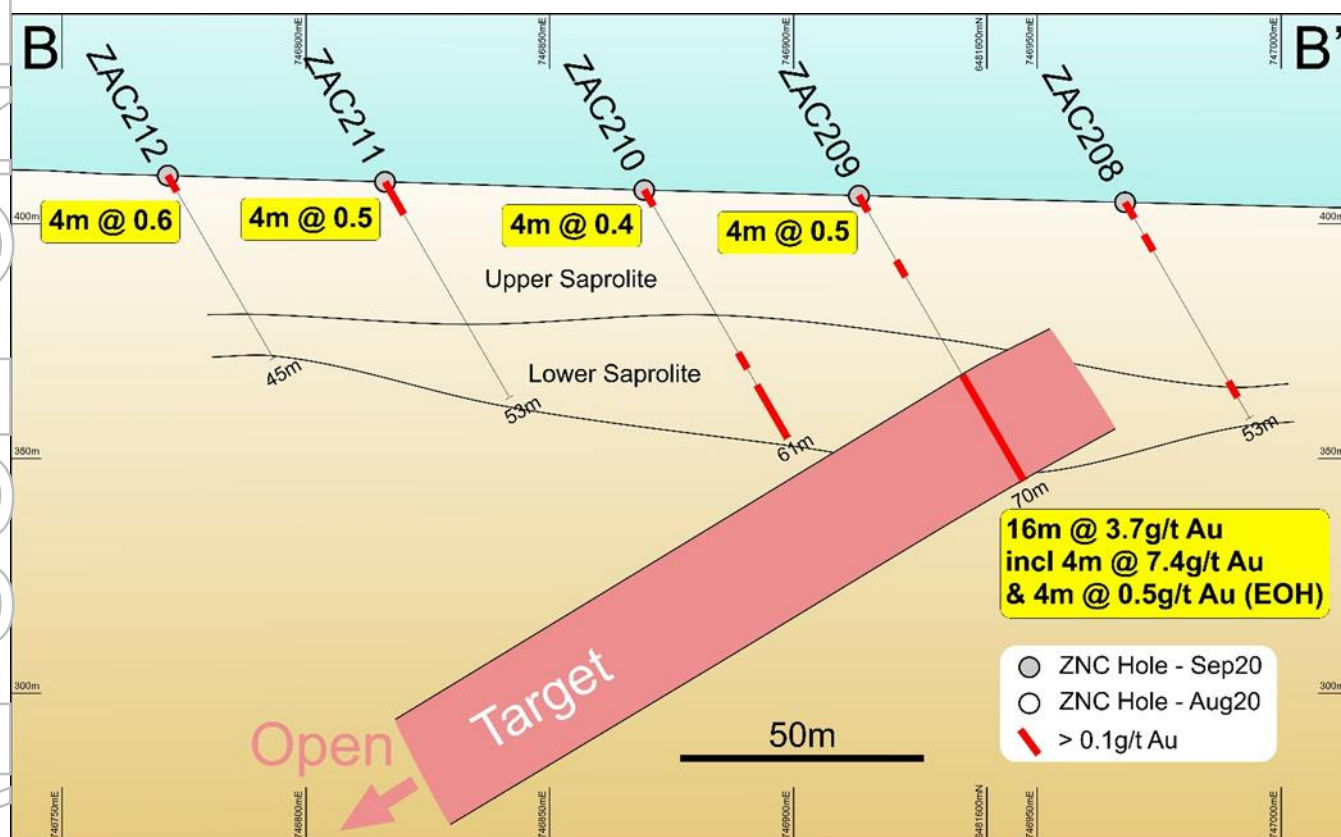 B
B'
746800mE
746850mE
746900mE
6481600mN
746950mE
747000mE
ZAC212
ZAC211
ZAC210
ZAC209
ZAC208
4m @ 0.6
4m @ 0.5
4m @ 0.4
4m @ 0.5
400m
400m
Upper Saprolite
Lower Saprolite
45m
53m
61m
70m
53m
350m
350m
16m @ 3.7g/t Au
incl 4m @ 7.4g/t Au
& 4m @ 0.5g/t Au (EOH)
Target
Open
50m
ZNC Hole - Sep20
ZNC Hole - Aug20
> 0.1g/t Au
300m
300m
746750mE
746800mE
746850mE
746900mE
6481600mN
746950mE
747000mE